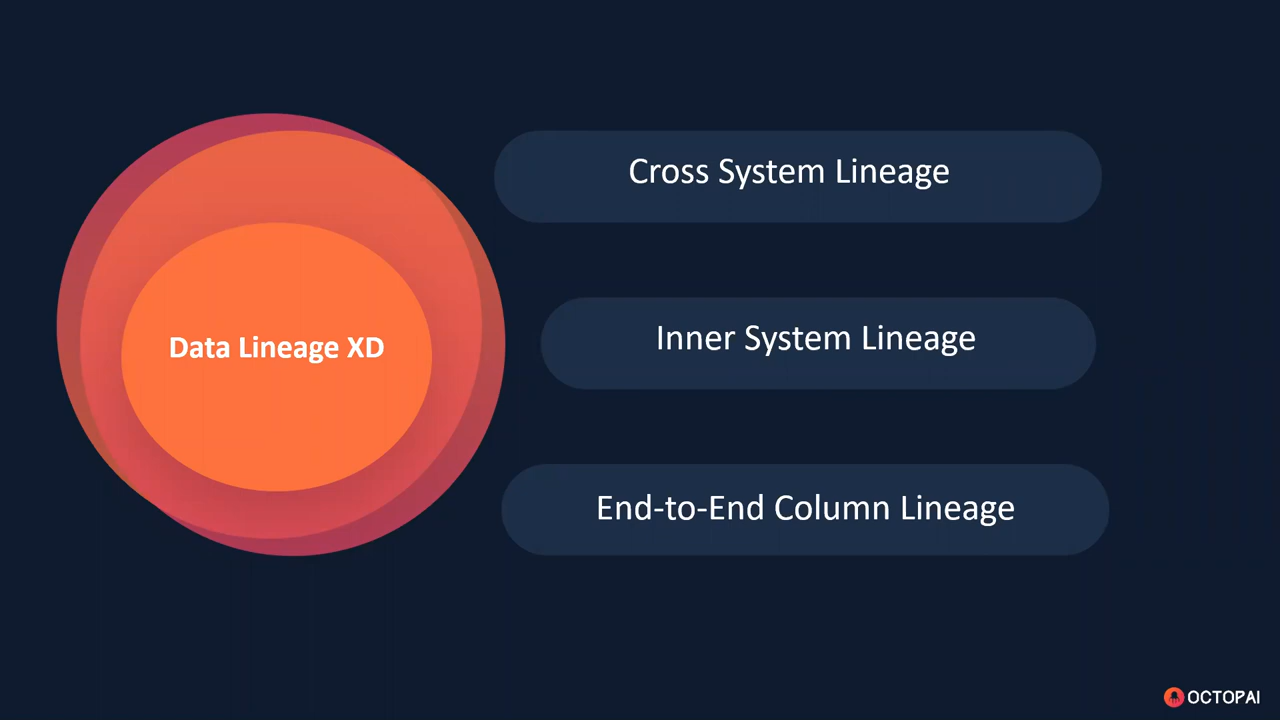 Cross System Lineage
Inner System Lineage
Data Lineage XD
End-to-End Column Lineage
OCTOPAI